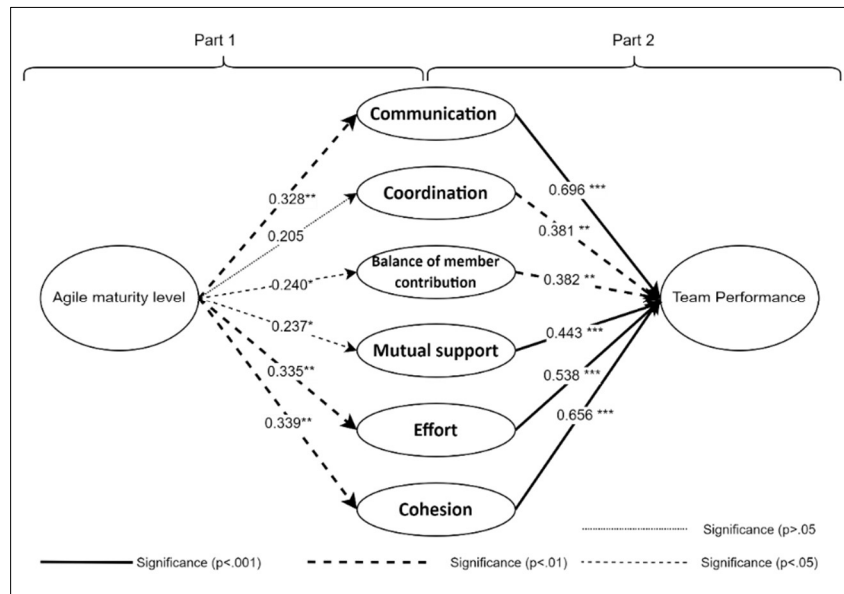 Part 1
Part 2
Communication
Coordination
Balance of member
contribution
Mutual support
Effort
Cohesion
Agile maturity level
Team Performance
0.328**
0.205
0.240*
0.237*
0.335**
0.339**
0.696 ***
0.381 **
0.382 **
0.443 ***
0.538 ***
0.656 ***
Significance (p>.05
Significance (p<.001)
Significance (p<.01)
Significance (p<.05)